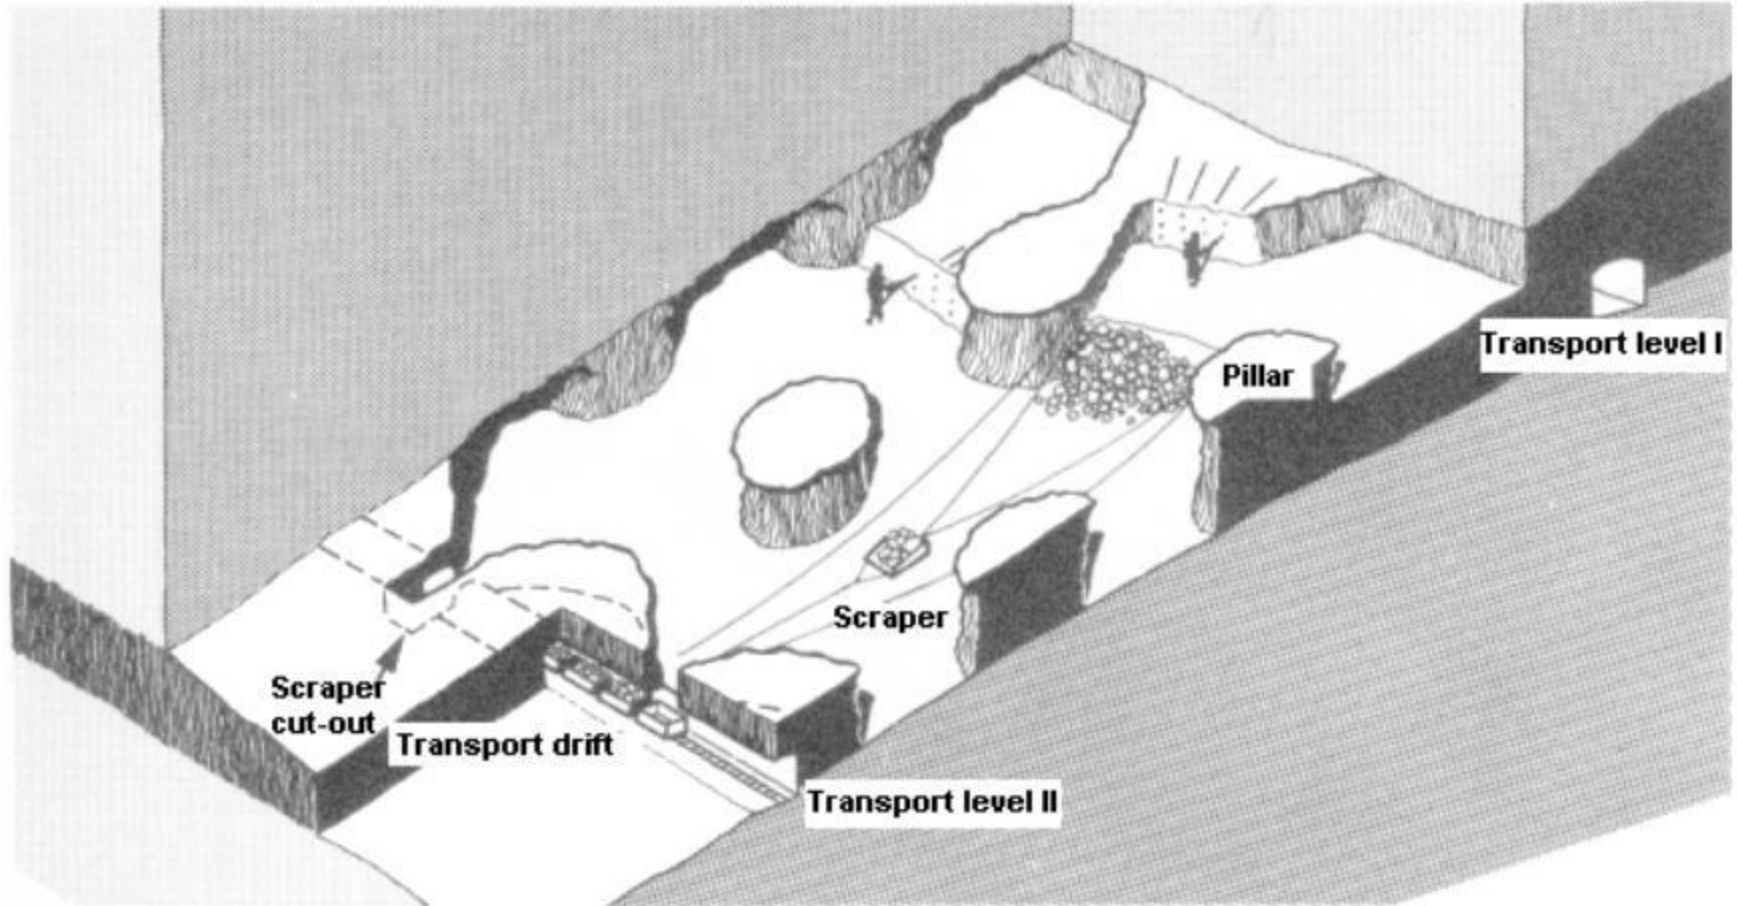 Transport level I
Pillar
Scraper
Scraper
cut-out
Transport drift
Transport level II